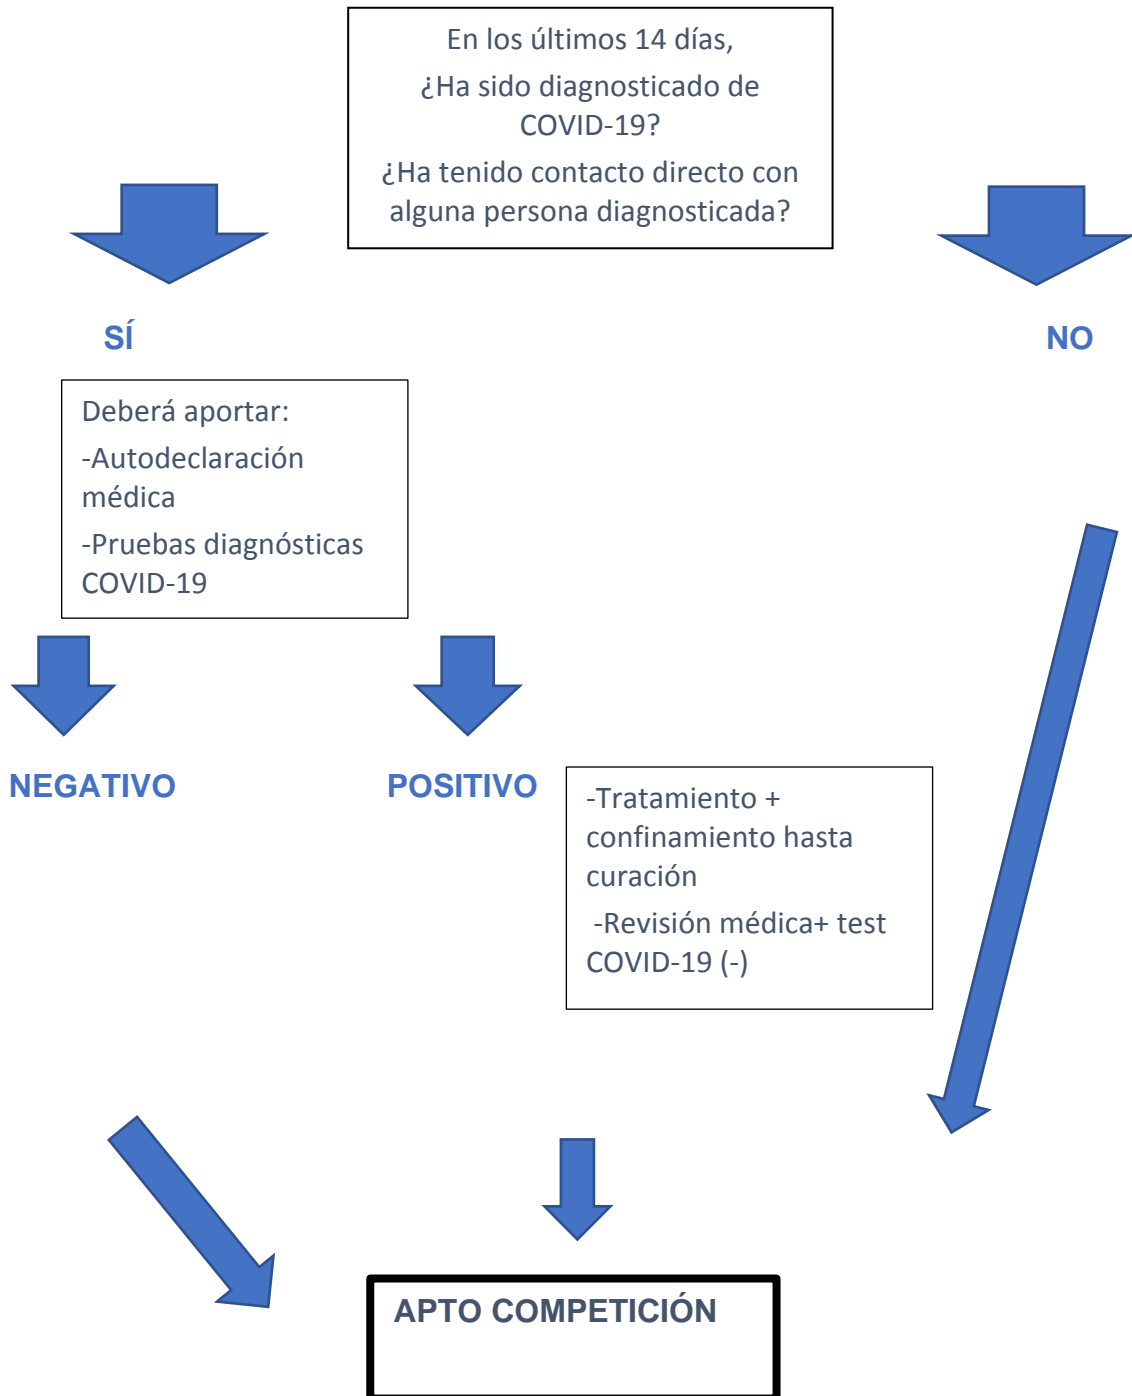 En los últimos 14 días,
¿Ha sido diagnosticado de
COVID-19?
¿Ha tenido contacto directo con
alguna persona diagnosticada?
SÍ
NO
Deberá aportar:
-Autodeclaración
médica
-Pruebas diagnósticas
COVID-19
NEGATIVO
POSITIVO
-Tratamiento +
confinamiento hasta
curación
-Revisión médica+ test
COVID-19 (-)
APTO COMPETICIÓN